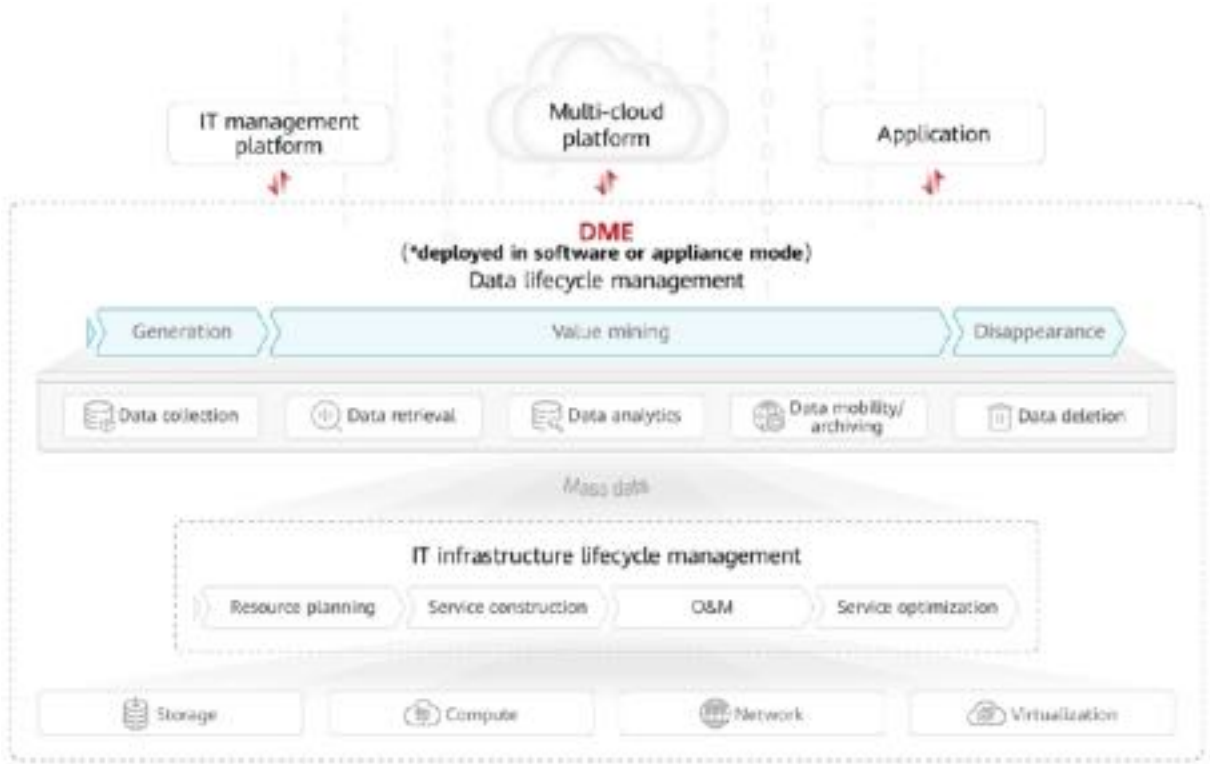 IT management
platform
Multi-cloud
platform
Application
DME
(*deployed in software or appliance mode)
Data lifecycle management
Generation
Value mining
Disappearance
Data collection
Data retrieval
Data analytics
Data mobility/
archiving
Data deletion
Mass data
IT infrastructure lifecycle management
Resource planning
Service construction
O&M
Service optimization
Storage
Compute
Network
Virtualization